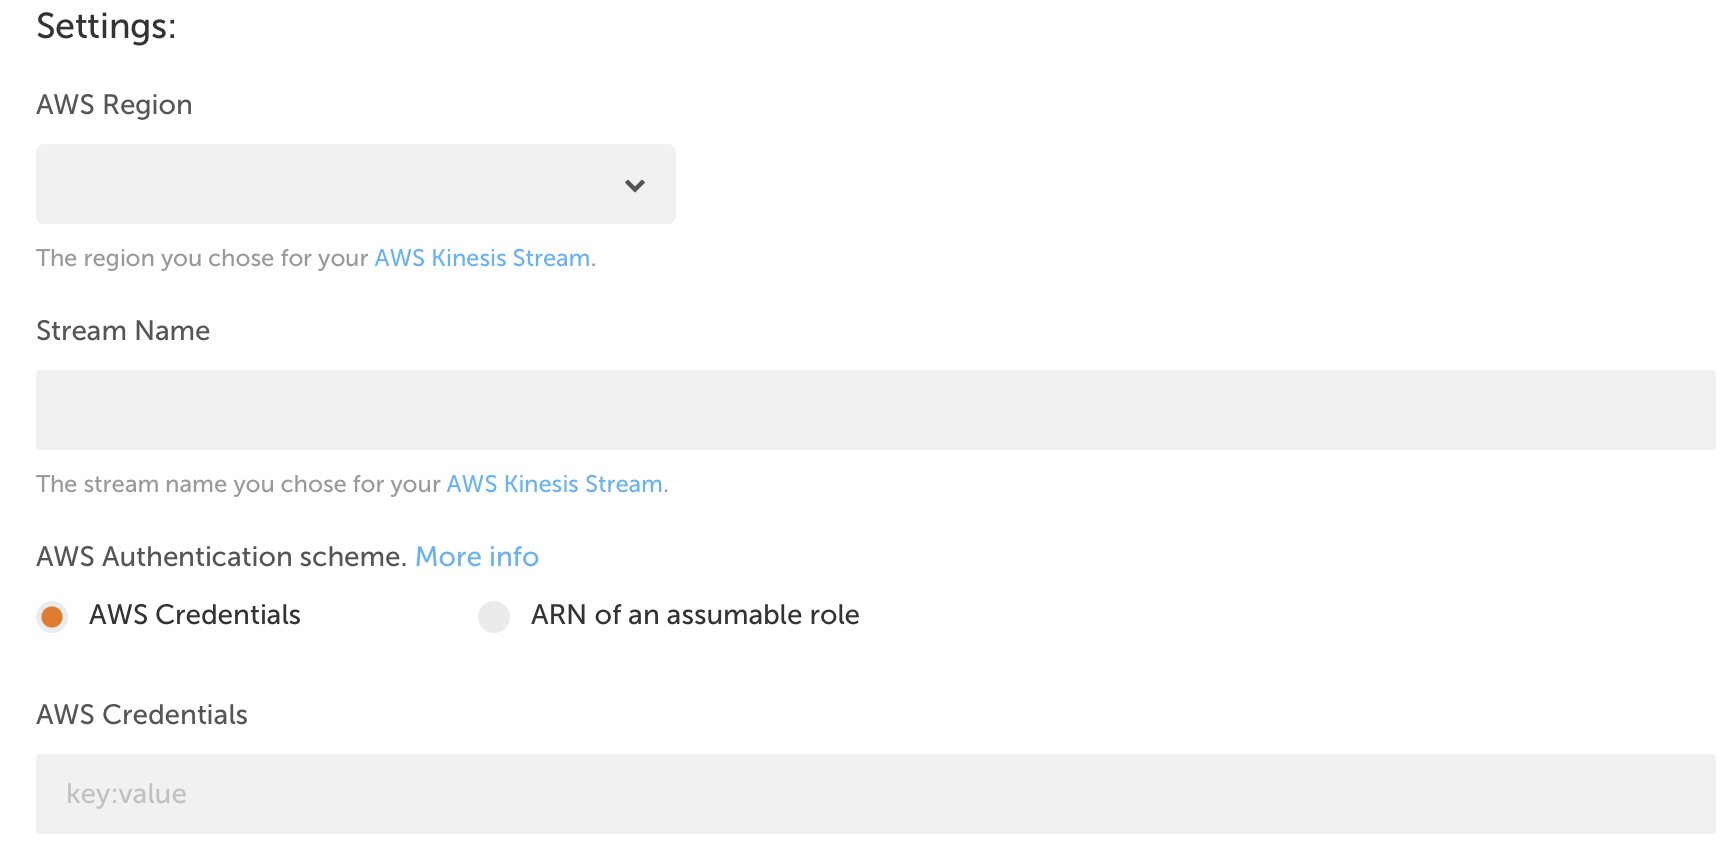 Settings:
AWS Region
The region you chose for your AWS Kinesis Stream.
Stream Name
The stream name you chose for your AWS Kinesis Stream.
AWS Authentication scheme. More info
AWS Credentials ARN of an assumable role
AWS Credentials
key:value